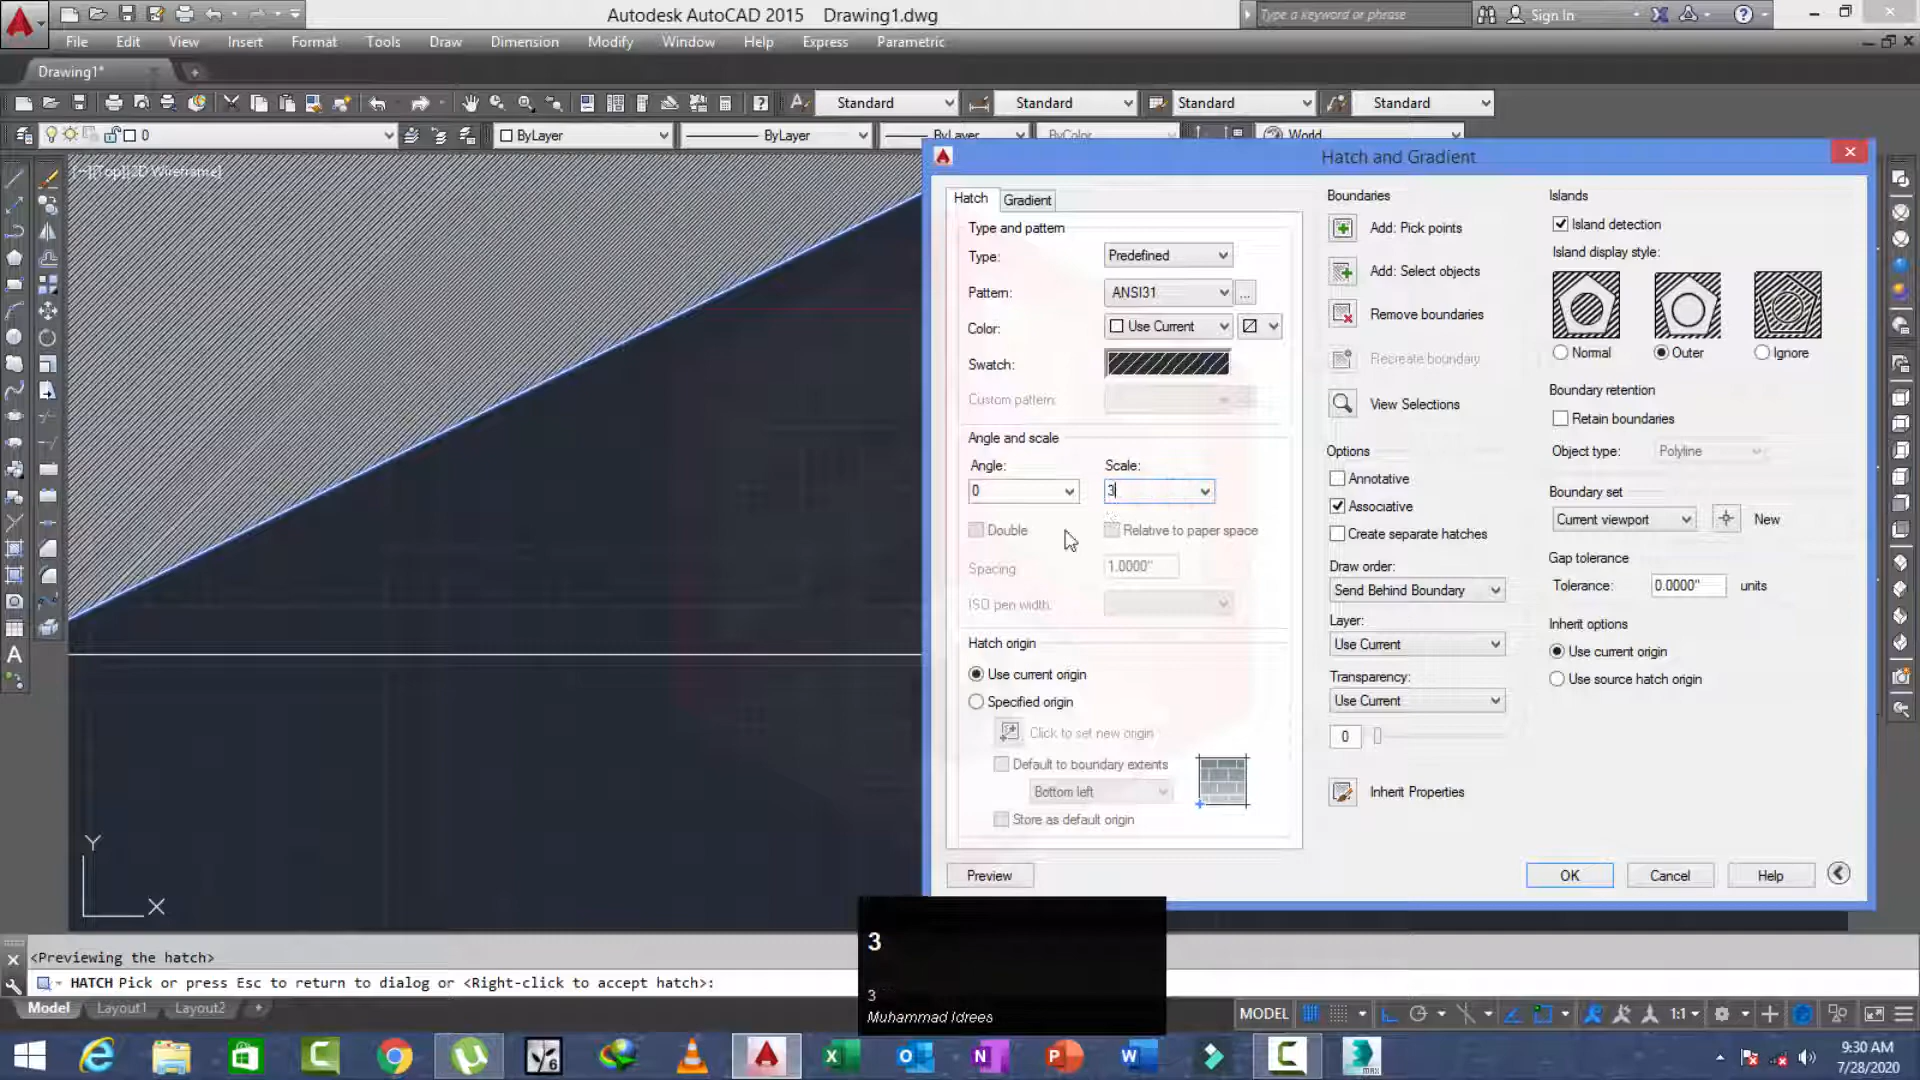 Autodesk AutoCAD 2015 Drawing1.dwg
Type a keyword or phrase
Sign In
File Edit View Insert Format Tools Draw Dimension Modify Window Help Express Parametric
Drawing1*
Standard Standard Standard Standard
0 ByLayer ByLayer ByLayer ByColor World
[−][Top][2D Wireframe]
Hatch and Gradient
Hatch Gradient
Type and pattern
Type: Predefined
Pattern: ANSI31 ...
Color: Use Current
Swatch:
Custom pattern:
Angle and scale
Angle: Scale:
0 3
Double Relative to paper space
Spacing: 1.0000"
ISO pen width:
Hatch origin
Use current origin
Specified origin
Click to set new origin
Default to boundary extents
Bottom left
Store as default origin
Preview
Boundaries
Add: Pick points
Add: Select objects
Remove boundaries
Recreate boundary
View Selections
Options
Annotative
Associative
Create separate hatches
Draw order:
Send Behind Boundary
Layer:
Use Current
Transparency:
Use Current
0
Inherit Properties
Islands
Island detection
Island display style:
Normal Outer Ignore
Boundary retention
Retain boundaries
Object type: Polyline
Boundary set
Current viewport New
Gap tolerance
Tolerance: 0.0000" units
Inherit options
Use current origin
Use source hatch origin
OK Cancel Help
Y
X
<Previewing the hatch>
HATCH Pick or press Esc to return to dialog or <Right-click to accept hatch>:
3
3
Muhammad Idrees
Model Layout1 Layout2 +
MODEL 1:1
9:30 AM
7/28/2020